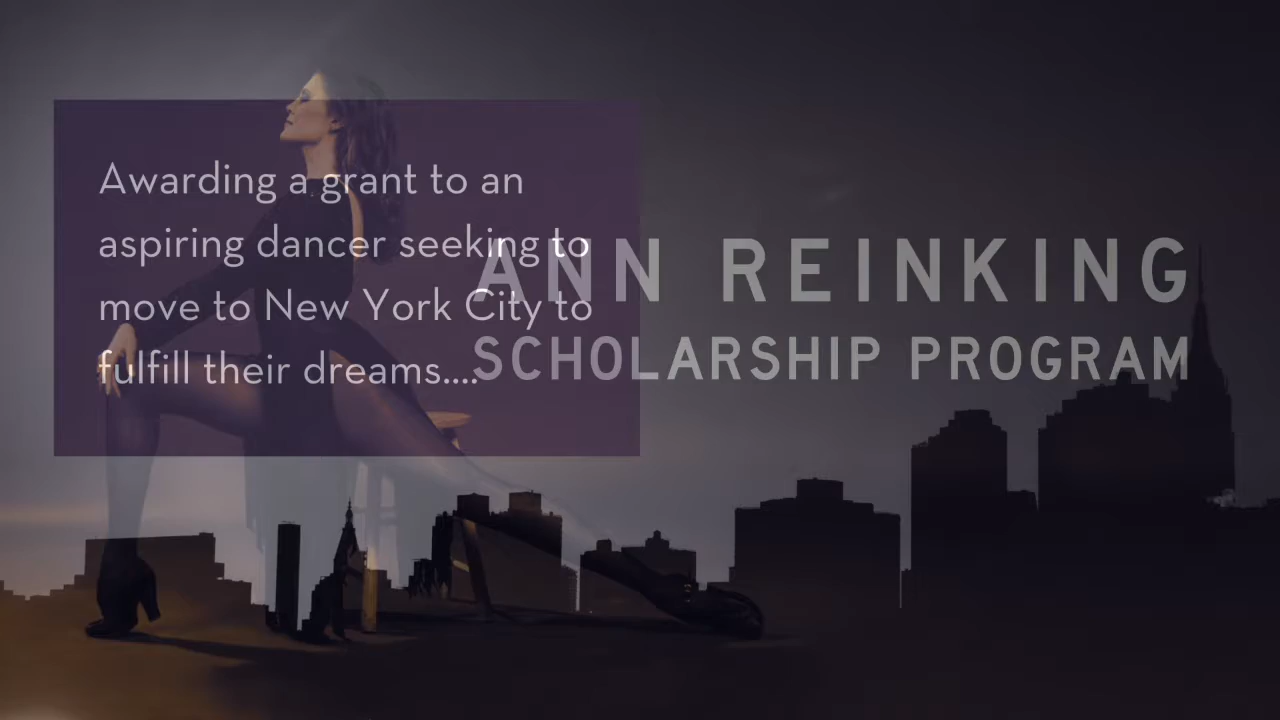 Awarding a grant to an
aspiring dancer seeking to
move to New York City to
fulfill their dreams....
ANN REINKING
SCHOLARSHIP PROGRAM